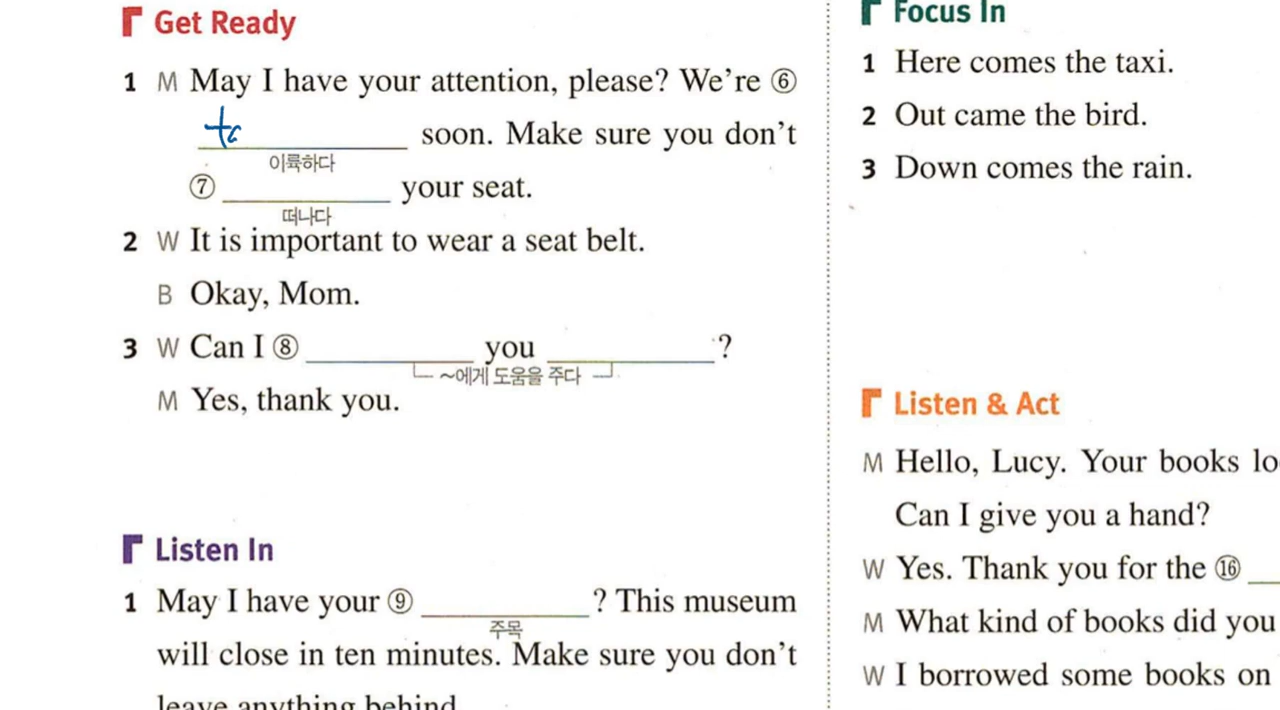 Get Ready
1 M May I have your attention, please? We're ⑥
ta soon. Make sure you don't
이륙하다
⑦ your seat.
떠나다
2 W It is important to wear a seat belt.
B Okay, Mom.
3 W Can I ⑧ you ?
~에게 도움을 주다
M Yes, thank you.
Listen In
1 May I have your ⑨ ? This museum
주목
will close in ten minutes. Make sure you don't
leave anything behind
Focus In
1 Here comes the taxi.
2 Out came the bird.
3 Down comes the rain.
Listen & Act
M Hello, Lucy. Your books lo
Can I give you a hand?
W Yes. Thank you for the ⑯
M What kind of books did you
W I borrowed some books on